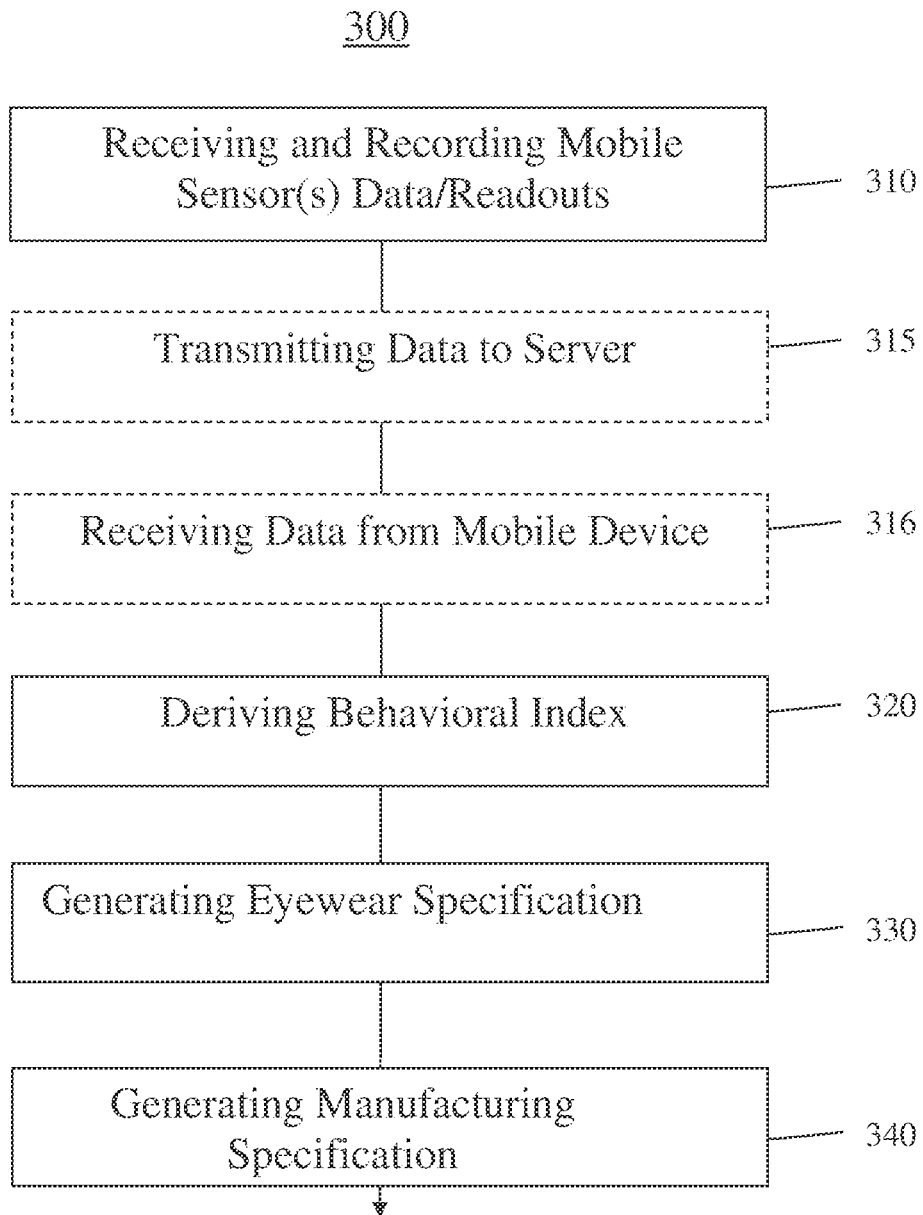 300
Receiving and Recording Mobile
Sensor(s) Data/Readouts
310
Transmitting Data to Server
315
Receiving Data from Mobile Device
316
Deriving Behavioral Index
320
Generating Eyewear Specification
330
Generating Manufacturing
Specification
340